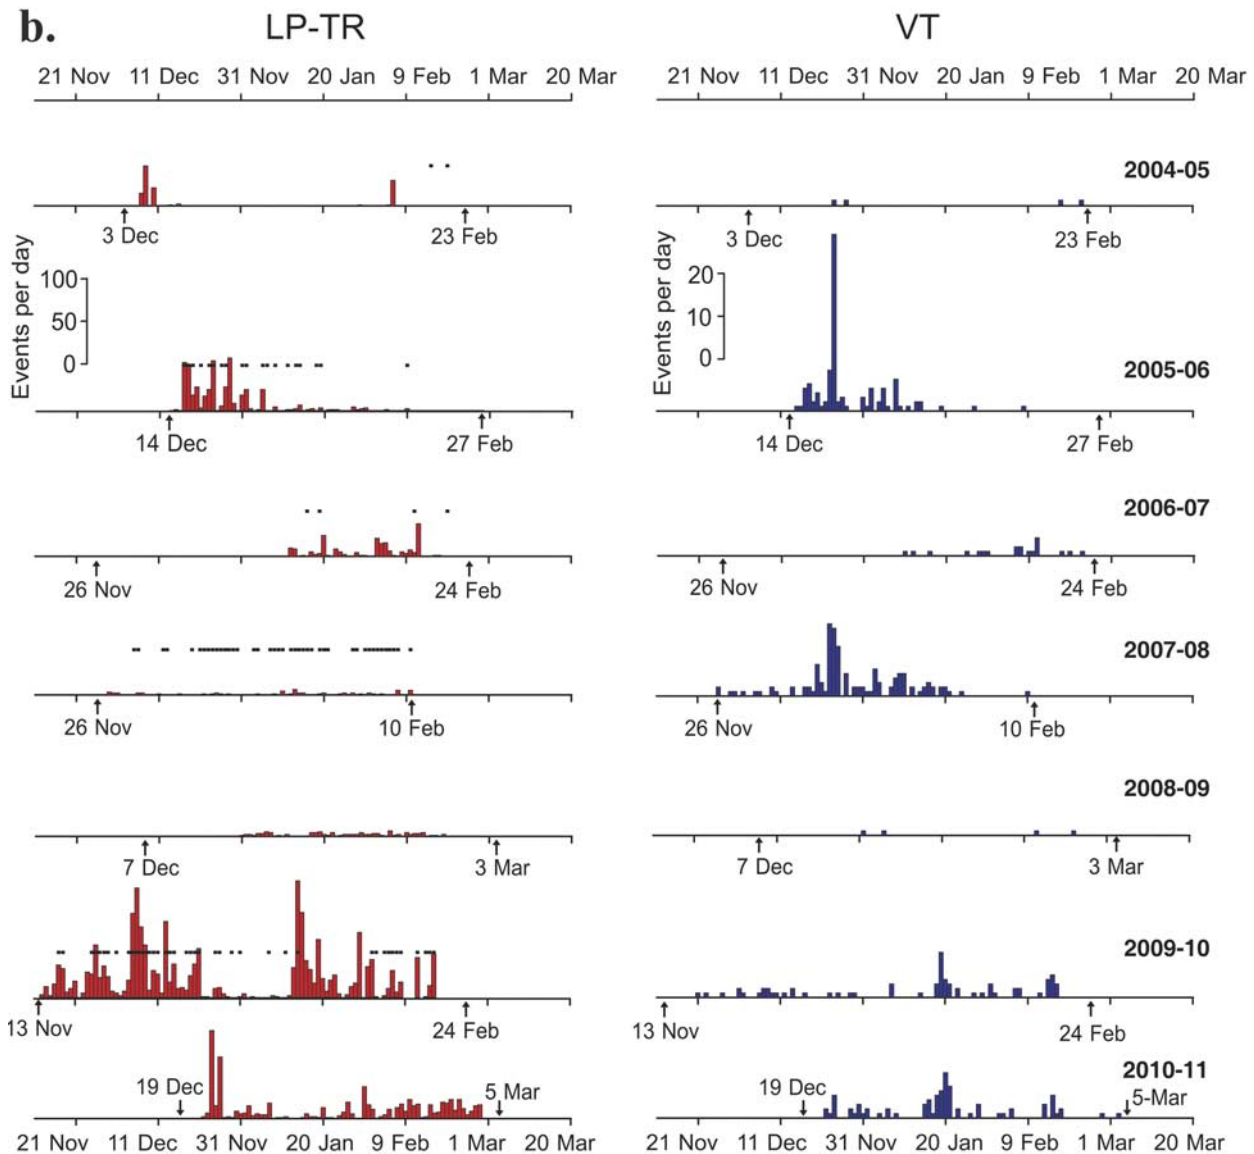 b. LP-TR VT
21 Nov 11 Dec 31 Nov 20 Jan 9 Feb 1 Mar 20 Mar 21 Nov 11 Dec 31 Nov 20 Jan 9 Feb 1 Mar 20 Mar
2004-05
3 Dec 23 Feb 3 Dec 23 Feb
Events per day
100
50
0
Events per day
20
10
0
2005-06
14 Dec 27 Feb 14 Dec 27 Feb
2006-07
26 Nov 24 Feb 26 Nov 24 Feb
2007-08
26 Nov 10 Feb 26 Nov 10 Feb
2008-09
7 Dec 3 Mar 7 Dec 3 Mar
2009-10
13 Nov 24 Feb 13 Nov 24 Feb
2010-11
19 Dec 5 Mar 19 Dec 5-Mar
21 Nov 11 Dec 31 Nov 20 Jan 9 Feb 1 Mar 20 Mar 21 Nov 11 Dec 31 Nov 20 Jan 9 Feb 1 Mar 20 Mar